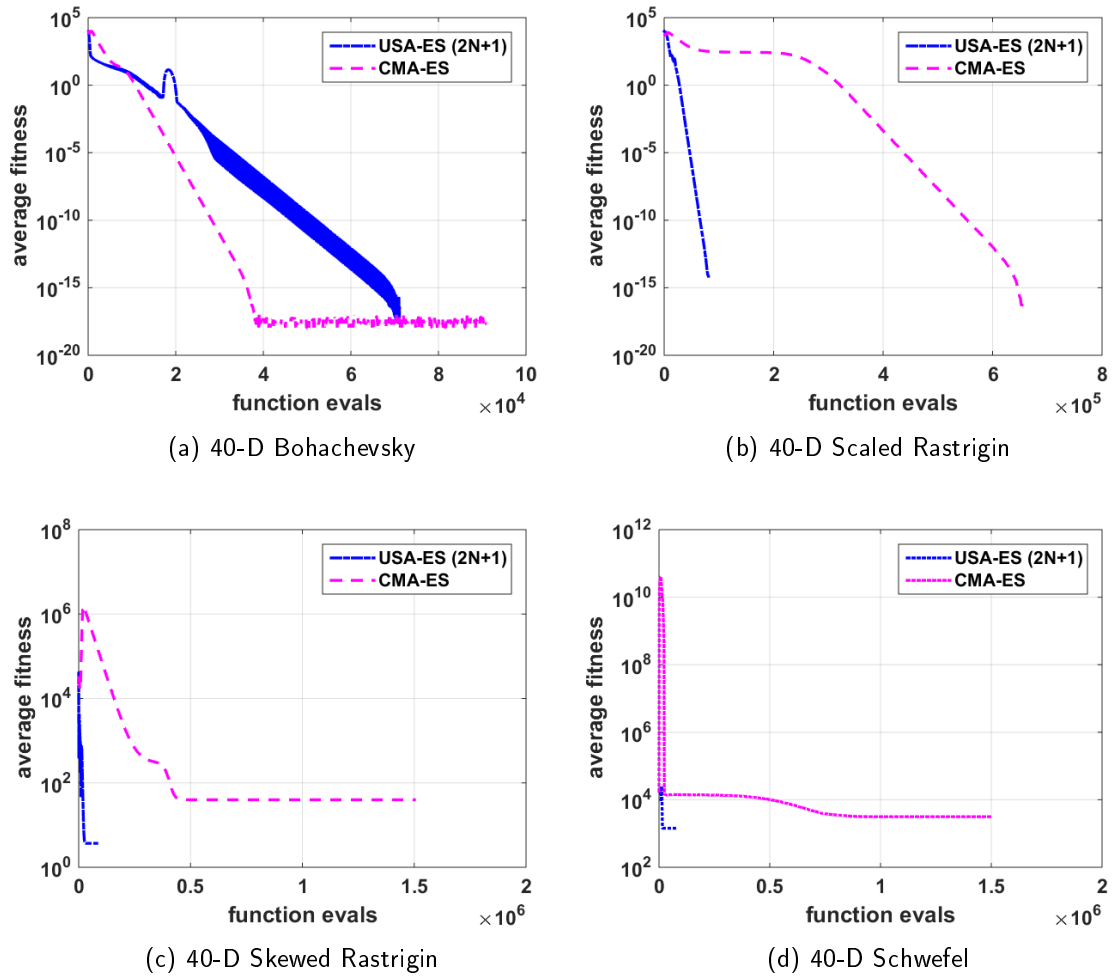 10^5
10^0
10^-5
10^-10
10^-15
10^-20
average fitness
USA-ES (2N+1)
CMA-ES
0 2 4 6 8 10
function evals
×10^4
(a) 40-D Bohachevsky
10^5
10^0
10^-5
10^-10
10^-15
10^-20
average fitness
USA-ES (2N+1)
CMA-ES
0 2 4 6 8
function evals
×10^5
(b) 40-D Scaled Rastrigin
10^8
10^6
10^4
10^2
10^0
average fitness
USA-ES (2N+1)
CMA-ES
0 0.5 1 1.5 2
function evals
×10^6
(c) 40-D Skewed Rastrigin
10^12
10^10
10^8
10^6
10^4
10^2
average fitness
USA-ES (2N+1)
CMA-ES
0 0.5 1 1.5 2
function evals
×10^6
(d) 40-D Schwefel